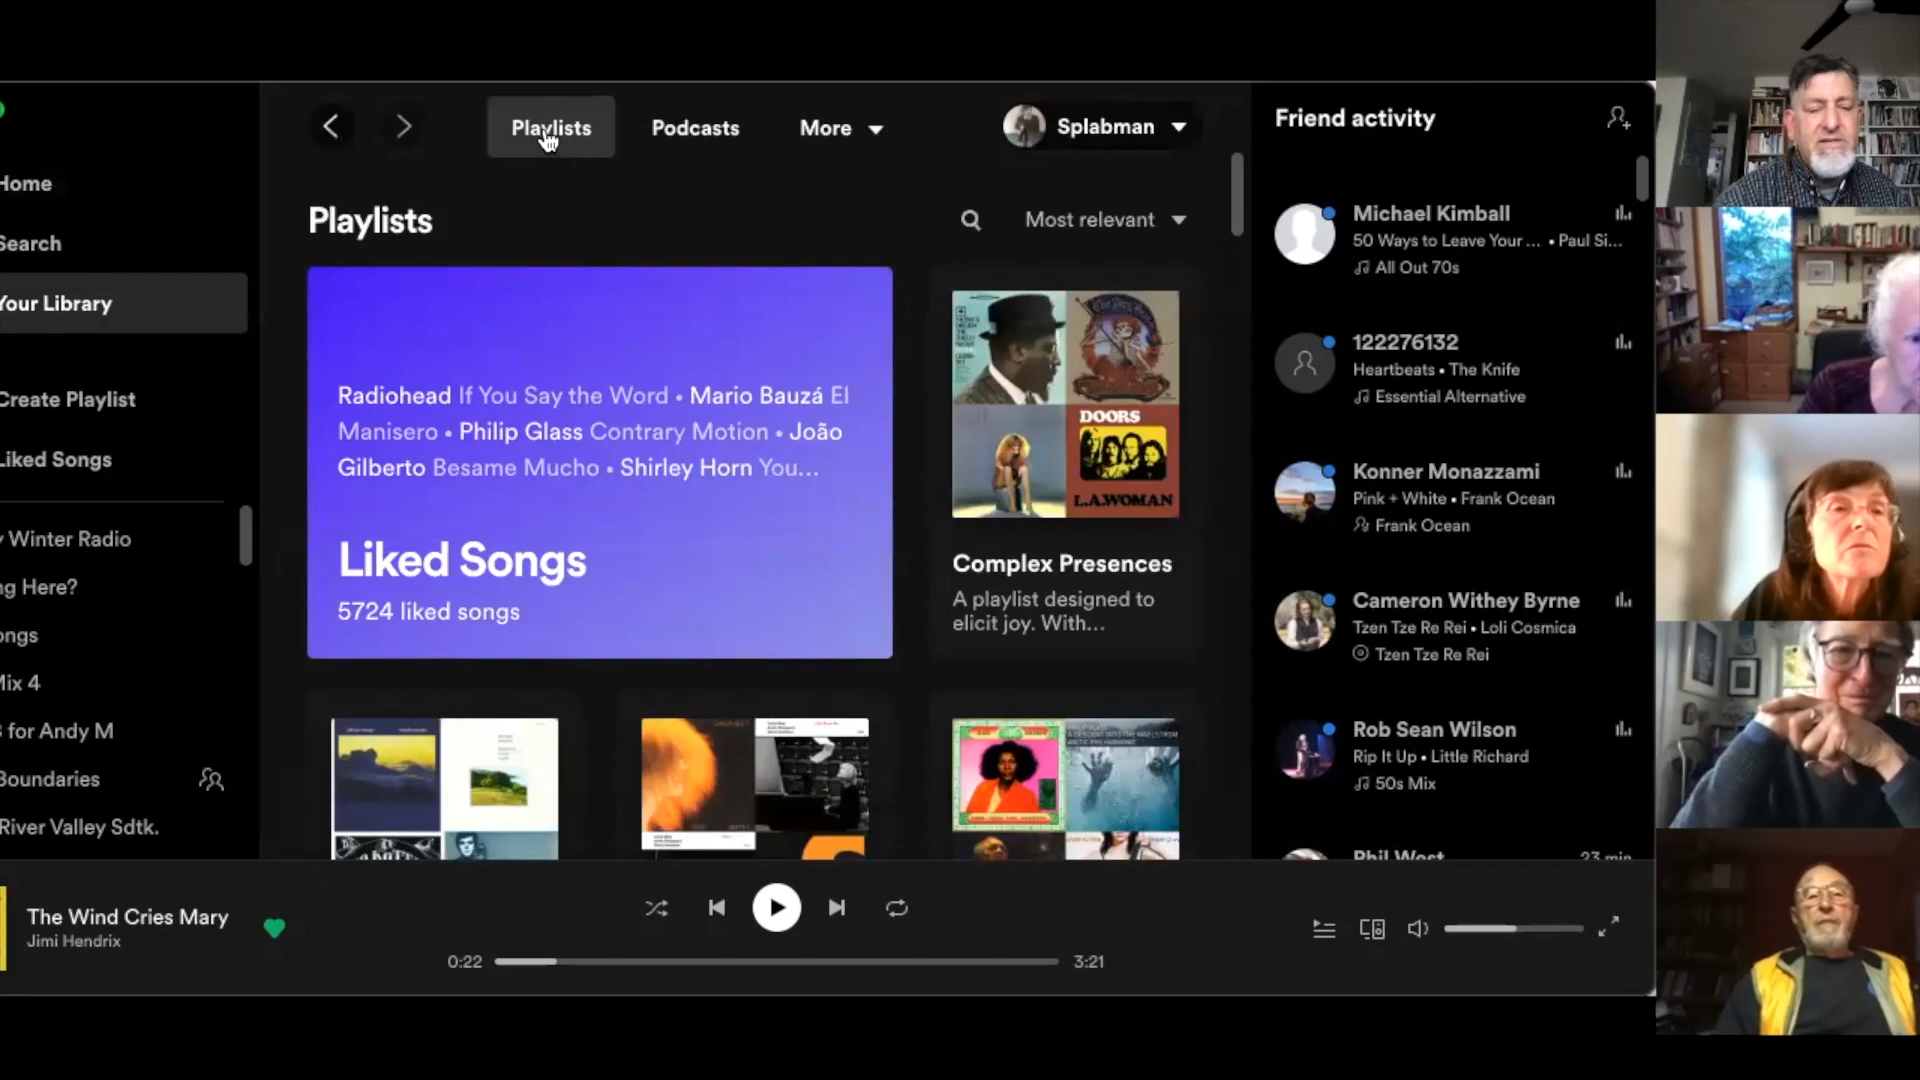 Playlists
Podcasts
More
Splabman
Friend activity
Home
Search
Your Library
Create Playlist
Liked Songs
Winter Radio
ng Here?
ongs
Mix 4
for Andy M
Boundaries
River Valley Sdtk.
Playlists
Most relevant
Radiohead If You Say the Word • Mario Bauzá El
Manisero • Philip Glass Contrary Motion • João
Gilberto Besame Mucho • Shirley Horn You...
Liked Songs
5724 liked songs
DOORS
L.A.WOMAN
Complex Presences
A playlist designed to
elicit joy. With...
Michael Kimball
50 Ways to Leave Your ... • Paul Si...
All Out 70s
122276132
Heartbeats • The Knife
Essential Alternative
Konner Monazzami
Pink + White • Frank Ocean
Frank Ocean
Cameron Withey Byrne
Tzen Tze Re Rei • Loli Cosmica
Tzen Tze Re Rei
Rob Sean Wilson
Rip It Up • Little Richard
50s Mix
Phil West
23 min
The Wind Cries Mary
Jimi Hendrix
0:22
3:21